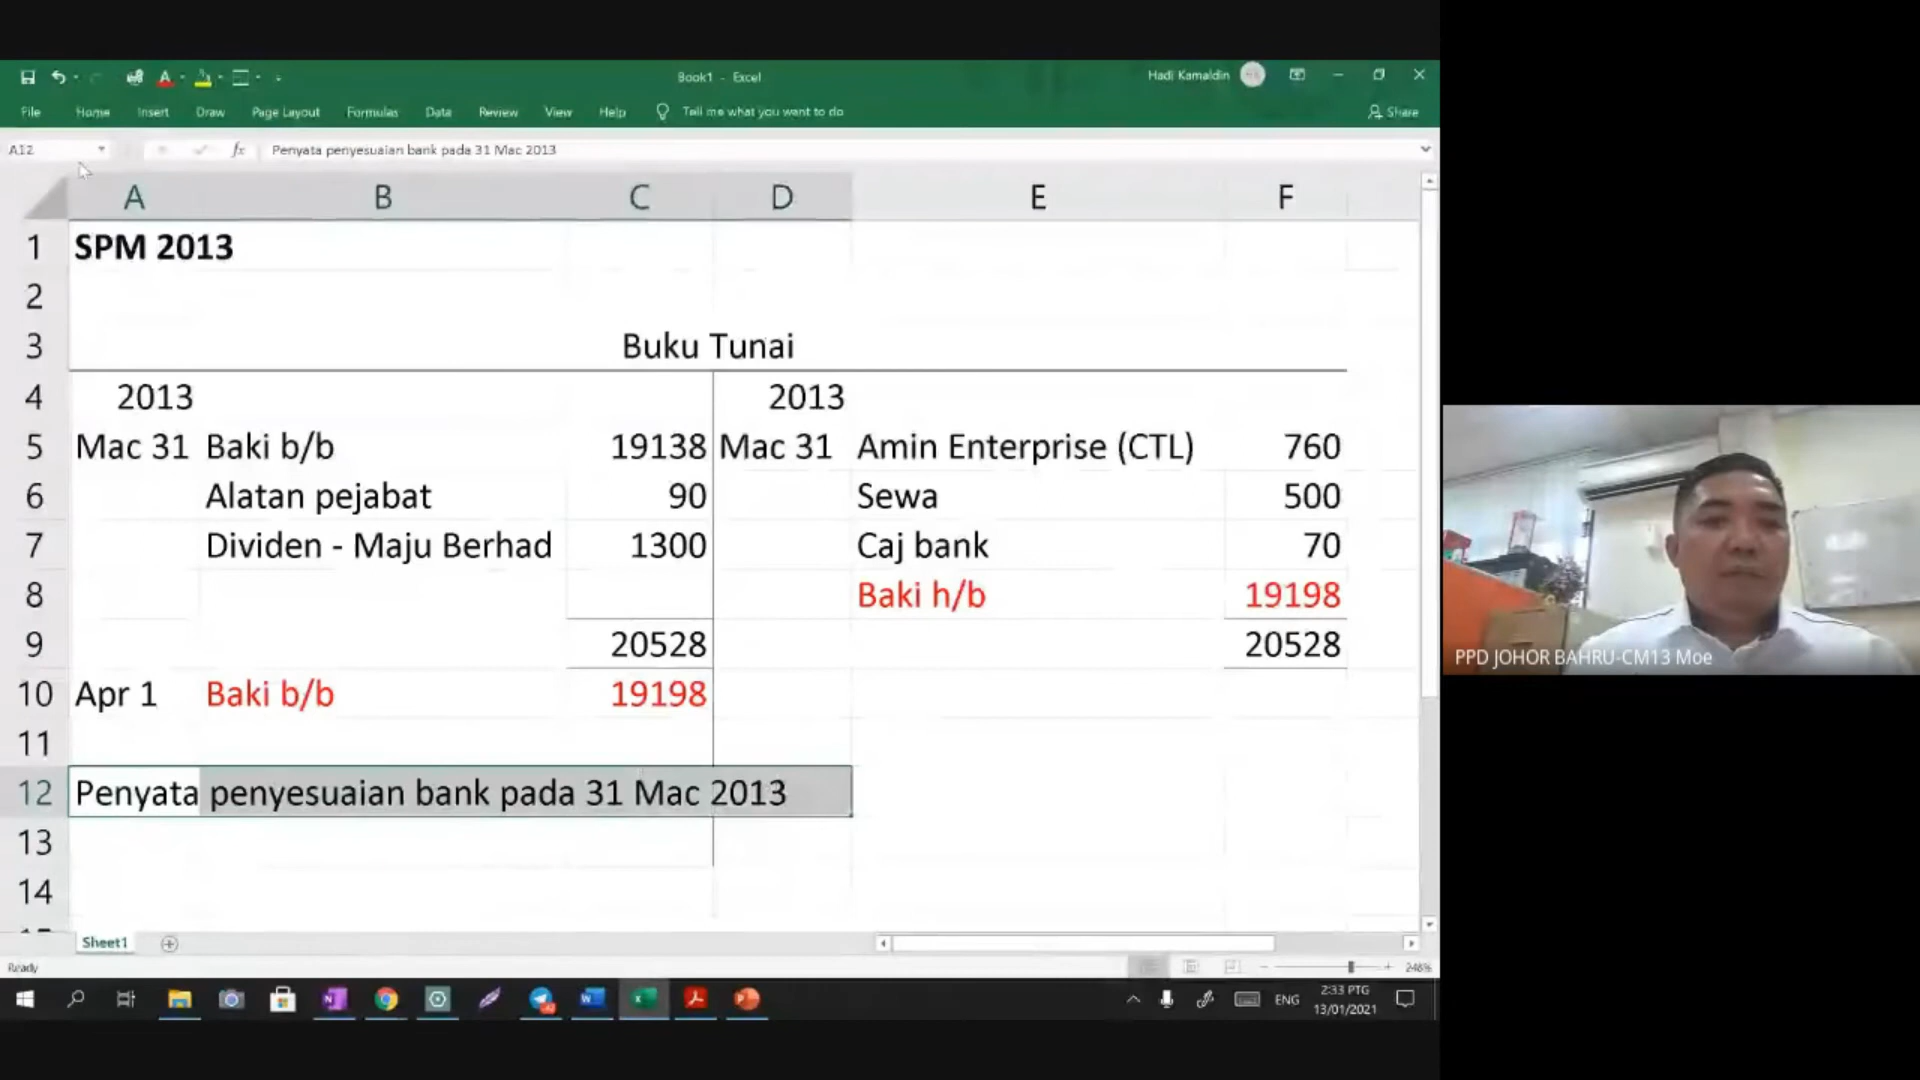 Book1 - Excel
Hadi Kamaldin
File Home Insert Draw Page Layout Formulas Data Review View Help Tell me what you want to do Share
A12 fx Penyata penyesuaian bank pada 31 Mac 2013
A B C D E F
1 SPM 2013
2
3 Buku Tunai
4 2013 2013
5 Mac 31 Baki b/b 19138 Mac 31 Amin Enterprise (CTL) 760
6 Alatan pejabat 90 Sewa 500
7 Dividen - Maju Berhad 1300 Caj bank 70
8 Baki h/b 19198
9 20528 20528
10 Apr 1 Baki b/b 19198
11
12 Penyata penyesuaian bank pada 31 Mac 2013
13
14
Sheet1
Ready 248%
ENG 2:33 PTG
13/01/2021
PPD JOHOR BAHRU-CM13 Moe